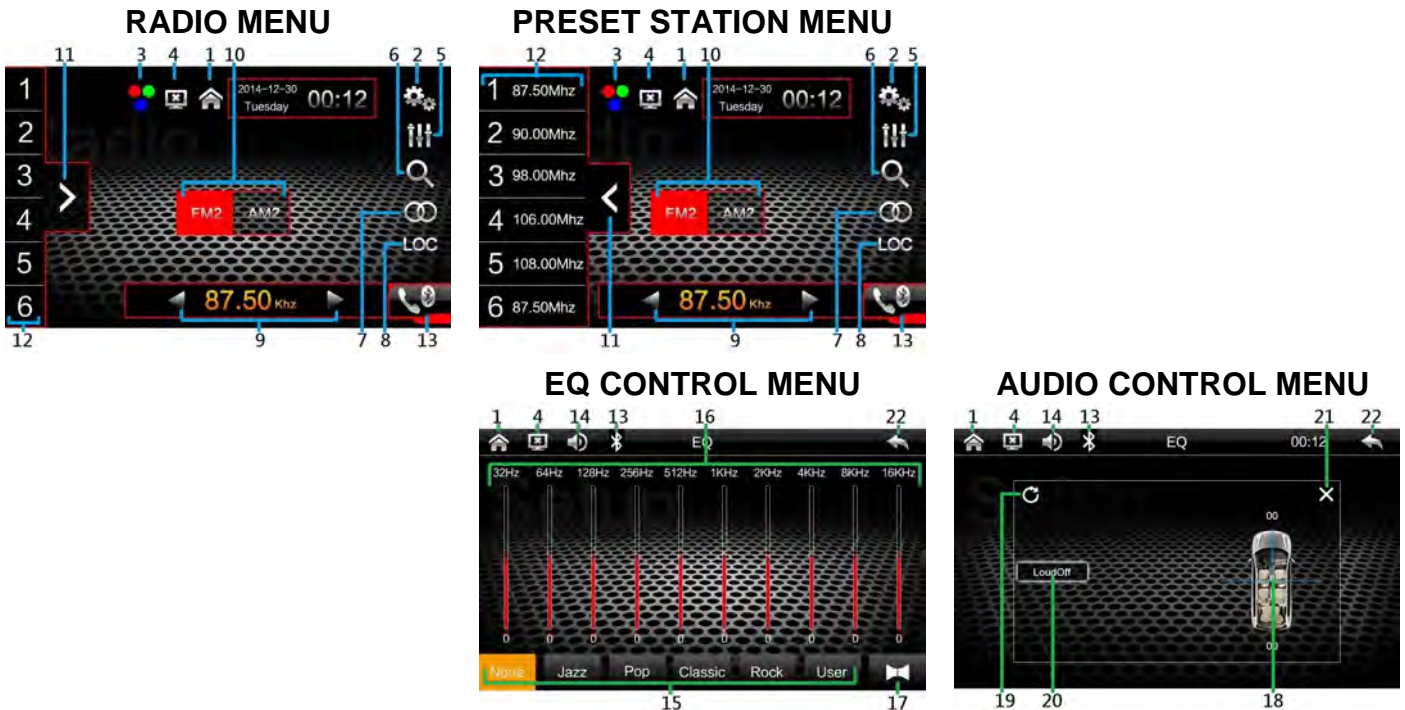 RADIO MENU
11 3 4 1 10 6 2 5
1
2
3
4
5
6
2014-12-30
Tuesday
00:12
FM2 AM2
LOC
87.50 Khz
12 9 7 8 13
PRESET STATION MENU
12 3 4 1 10 6 2 5
1 87.50Mhz
2 90.00Mhz
3 98.00Mhz
4 106.00Mhz
5 108.00Mhz
6 87.50Mhz
2014-12-30
Tuesday
00:12
FM2 AM2
LOC
87.50 Khz
11 9 7 8 13
EQ CONTROL MENU
1 4 14 13 16 22
EQ
32Hz 64Hz 128Hz 256Hz 512Hz 1KHz 2KHz 4KHz 8KHz 16KHz
0 0 0 0 0 0 0 0 0 0
None Jazz Pop Classic Rock User
15 17
AUDIO CONTROL MENU
1 4 14 13 21 22
EQ 00:12
00
LoudOff
00
19 20 18